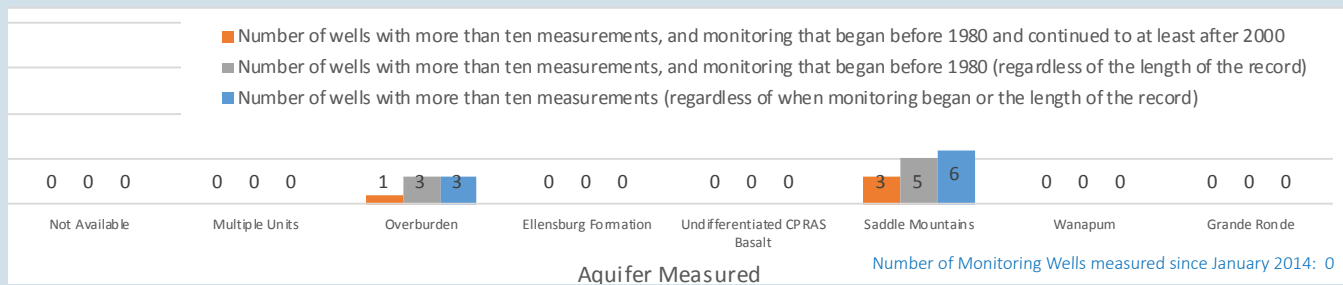 Number of wells with more than ten measurements, and monitoring that began before 1980 and continued to at least after 2000
Number of wells with more than ten measurements, and monitoring that began before 1980 (regardless of the length of the record)
Number of wells with more than ten measurements (regardless of when monitoring began or the length of the record)
0 0 0 0 0 0 1 3 3 0 0 0 0 0 0 3 5 6 0 0 0 0 0 0
Not Available Multiple Units Overburden Ellensburg Formation Undifferentiated CPRAS Saddle Mountains Wanapum Grande Ronde
Basalt
Aquifer Measured
Number of Monitoring Wells measured since January 2014: 0